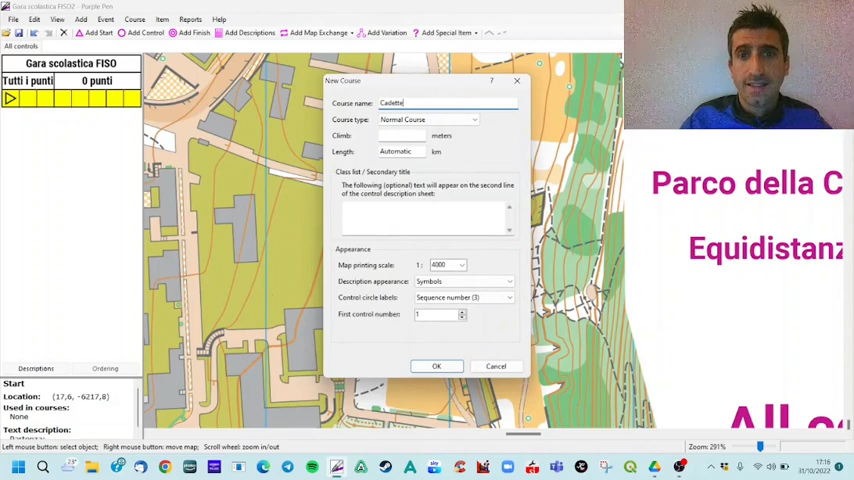 Gara scolastica FISO2 - Purple Pen
File Edit View Add Event Course Item Reports Help
Add Start Add Control Add Finish Add Descriptions Add Map Exchange Add Variation Add Special Item
All controls
Gara scolastica FISO
Tutti i punti 0 punti
New Course ?
Course name: Cadette
Course type: Normal Course
Climb: meters
Length: Automatic km
Class list / Secondary title
The following (optional) text will appear on the second line
of the control description sheet:
Appearance
Map printing scale: 1 : 4000
Description appearance: Symbols
Control circle labels: Sequence number (3)
First control number: 1
OK Cancel
Parco della C
Equidistanz
All co
Descriptions Ordering
Start
Location:
(17,6, -6217,8)
Used in courses:
None
Text description:
Left mouse button: select object; Right mouse button: move map; Scroll wheel: zoom in/out
Zoom: 291%
23°
17:16
31/10/2022